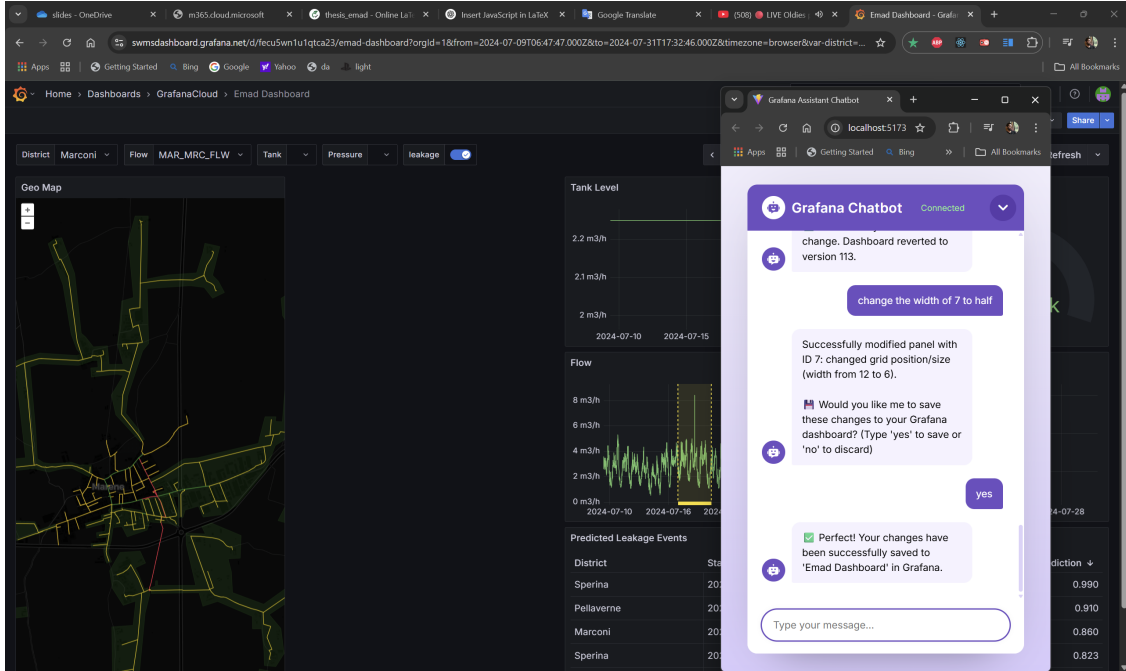 slides - OneDrive
m365.cloud.microsoft
thesis_emad - Online LaTe
Insert JavaScript in LaTeX
Google Translate
(508) 🔴 LIVE Oldies
Emad Dashboard - Grafan
swmsdashboard.grafana.net/d/fecu5wn1u1qtca23/emad-dashboard?orgId=1&from=2024-07-09T06:47:47.000Z&to=2024-07-31T17:32:46.000Z&timezone=browser&var-district=...
Apps
Getting Started
Bing
Google
Yahoo
da
light
All Bookmarks
Home › Dashboards › GrafanaCloud › Emad Dashboard
Share
District
Marconi
Flow
MAR_MRC_FLW
Tank
Pressure
leakage
Refresh
Geo Map
+
−
Tank Level
2.2 m3/h
2.1 m3/h
2 m3/h
2024-07-10
2024-07-15
k
Flow
8 m3/h
6 m3/h
4 m3/h
2 m3/h
0 m3/h
2024-07-10
2024-07-16
2024
24-07-28
Predicted Leakage Events
District
Sta
diction ↓
Sperina
202
0.990
Pellaverne
202
0.910
Marconi
202
0.860
Sperina
202
0.823
Grafana Assistant Chatbot
localhost:5173
Apps
Getting Started
Bing
»
All Bookmarks
Grafana Chatbot
Connected
change. Dashboard reverted to
version 113.
change the width of 7 to half
Successfully modified panel with
ID 7: changed grid position/size
(width from 12 to 6).
💾 Would you like me to save
these changes to your Grafana
dashboard? (Type 'yes' to save or
'no' to discard)
yes
✅ Perfect! Your changes have
been successfully saved to
'Emad Dashboard' in Grafana.
Type your message...